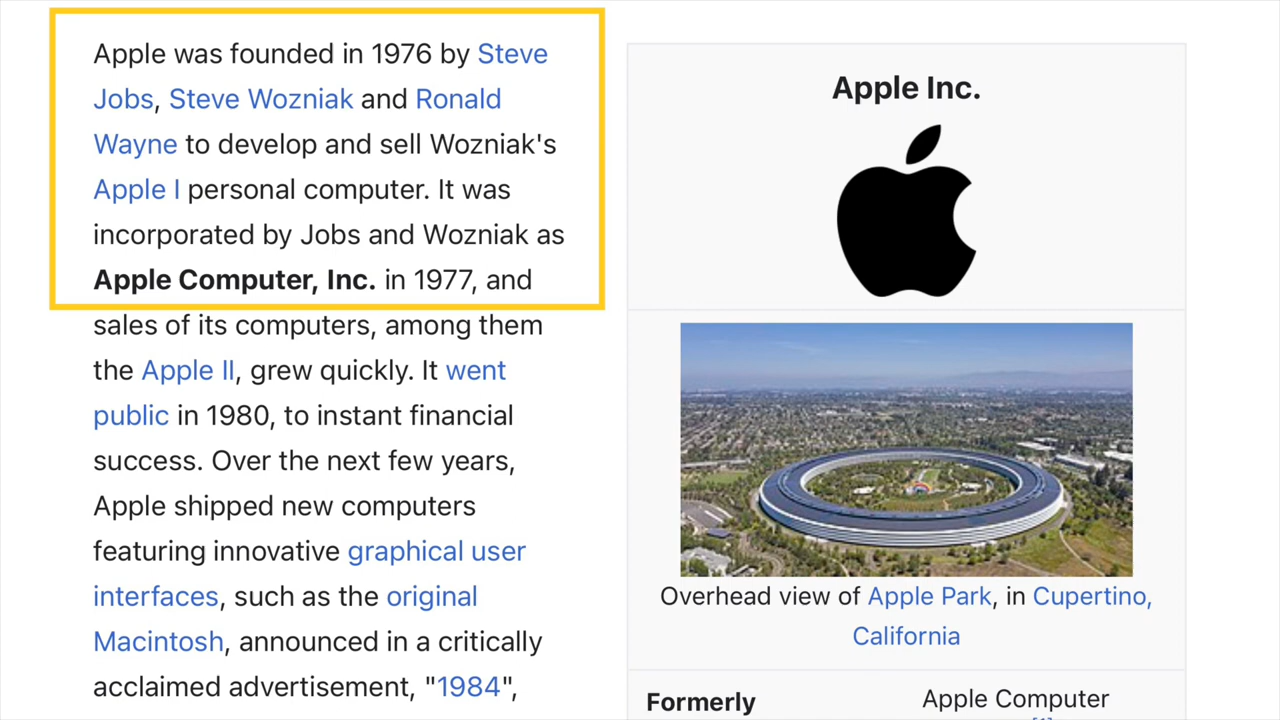 Apple was founded in 1976 by Steve
Jobs, Steve Wozniak and Ronald
Wayne to develop and sell Wozniak's
Apple I personal computer. It was
incorporated by Jobs and Wozniak as
Apple Computer, Inc. in 1977, and
sales of its computers, among them
the Apple II, grew quickly. It went
public in 1980, to instant financial
success. Over the next few years,
Apple shipped new computers
featuring innovative graphical user
interfaces, such as the original
Macintosh, announced in a critically
acclaimed advertisement, "1984",
Apple Inc.
Overhead view of Apple Park, in Cupertino,
California
Formerly
Apple Computer